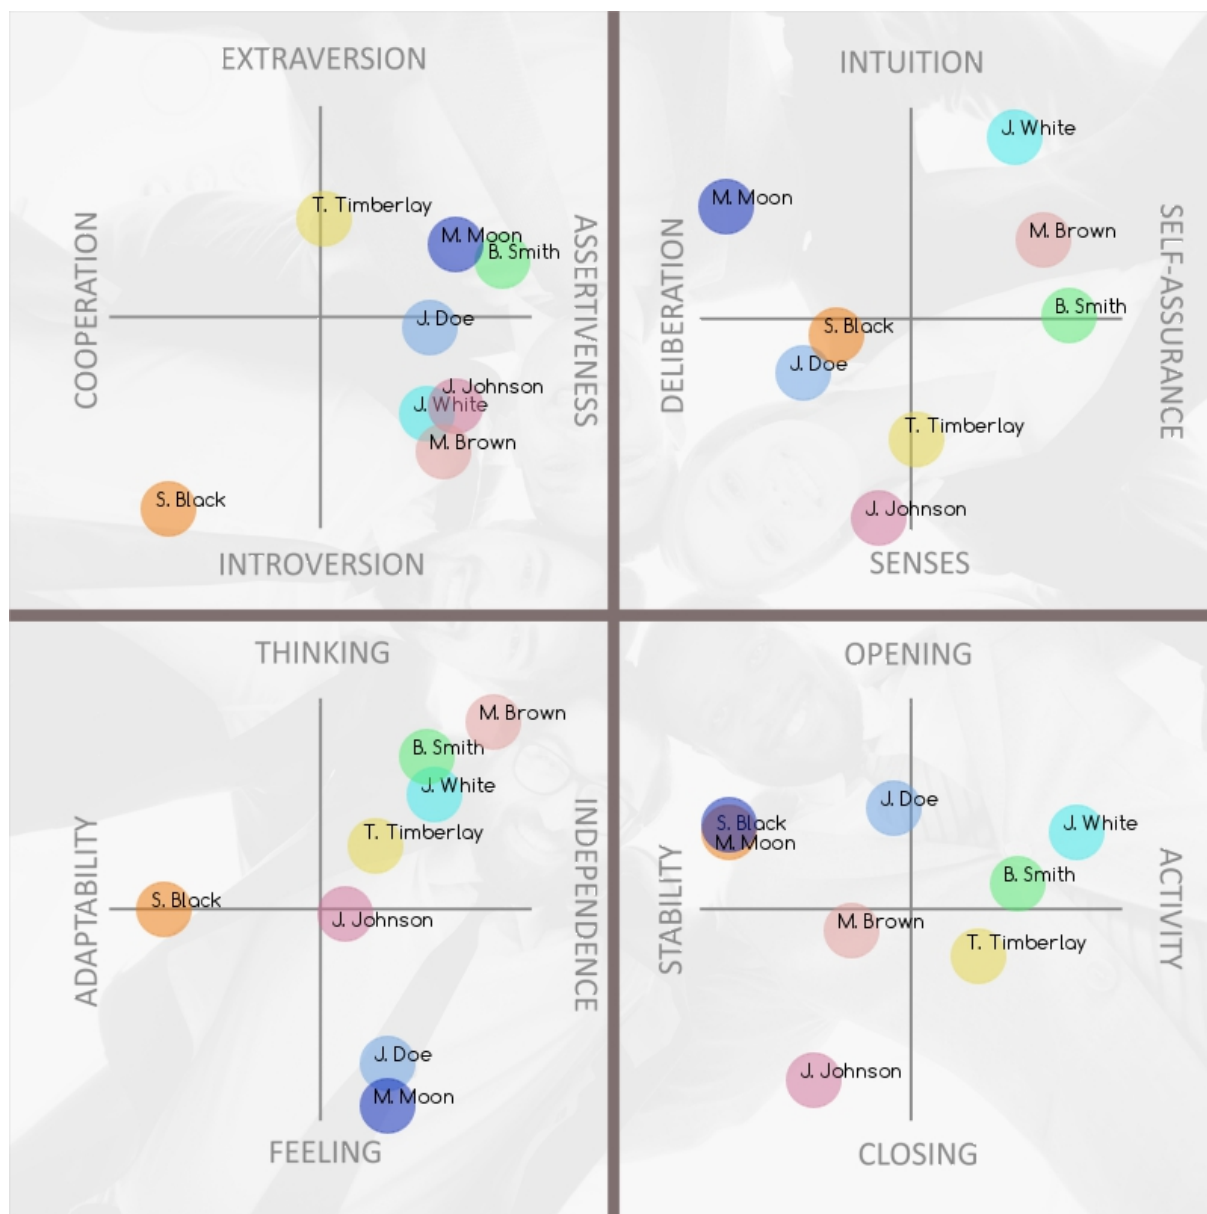 EXTRAVERSION
COOPERATION
ASSERTIVENESS
T. Timberlay
M. Moon
B. Smith
J. Doe
J. Johnson
J. White
M. Brown
S. Black
INTROVERSION
INTUITION
DELIBERATION
SELF-ASSURANCE
J. White
M. Moon
M. Brown
B. Smith
S. Black
J. Doe
T. Timberlay
J. Johnson
SENSES
THINKING
ADAPTABILITY
INDEPENDENCE
M. Brown
B. Smith
J. White
T. Timberlay
S. Black
J. Johnson
J. Doe
M. Moon
FEELING
OPENING
STABILITY
ACTIVITY
J. Doe
S. Black
J. White
M. Moon
B. Smith
M. Brown
T. Timberlay
J. Johnson
CLOSING